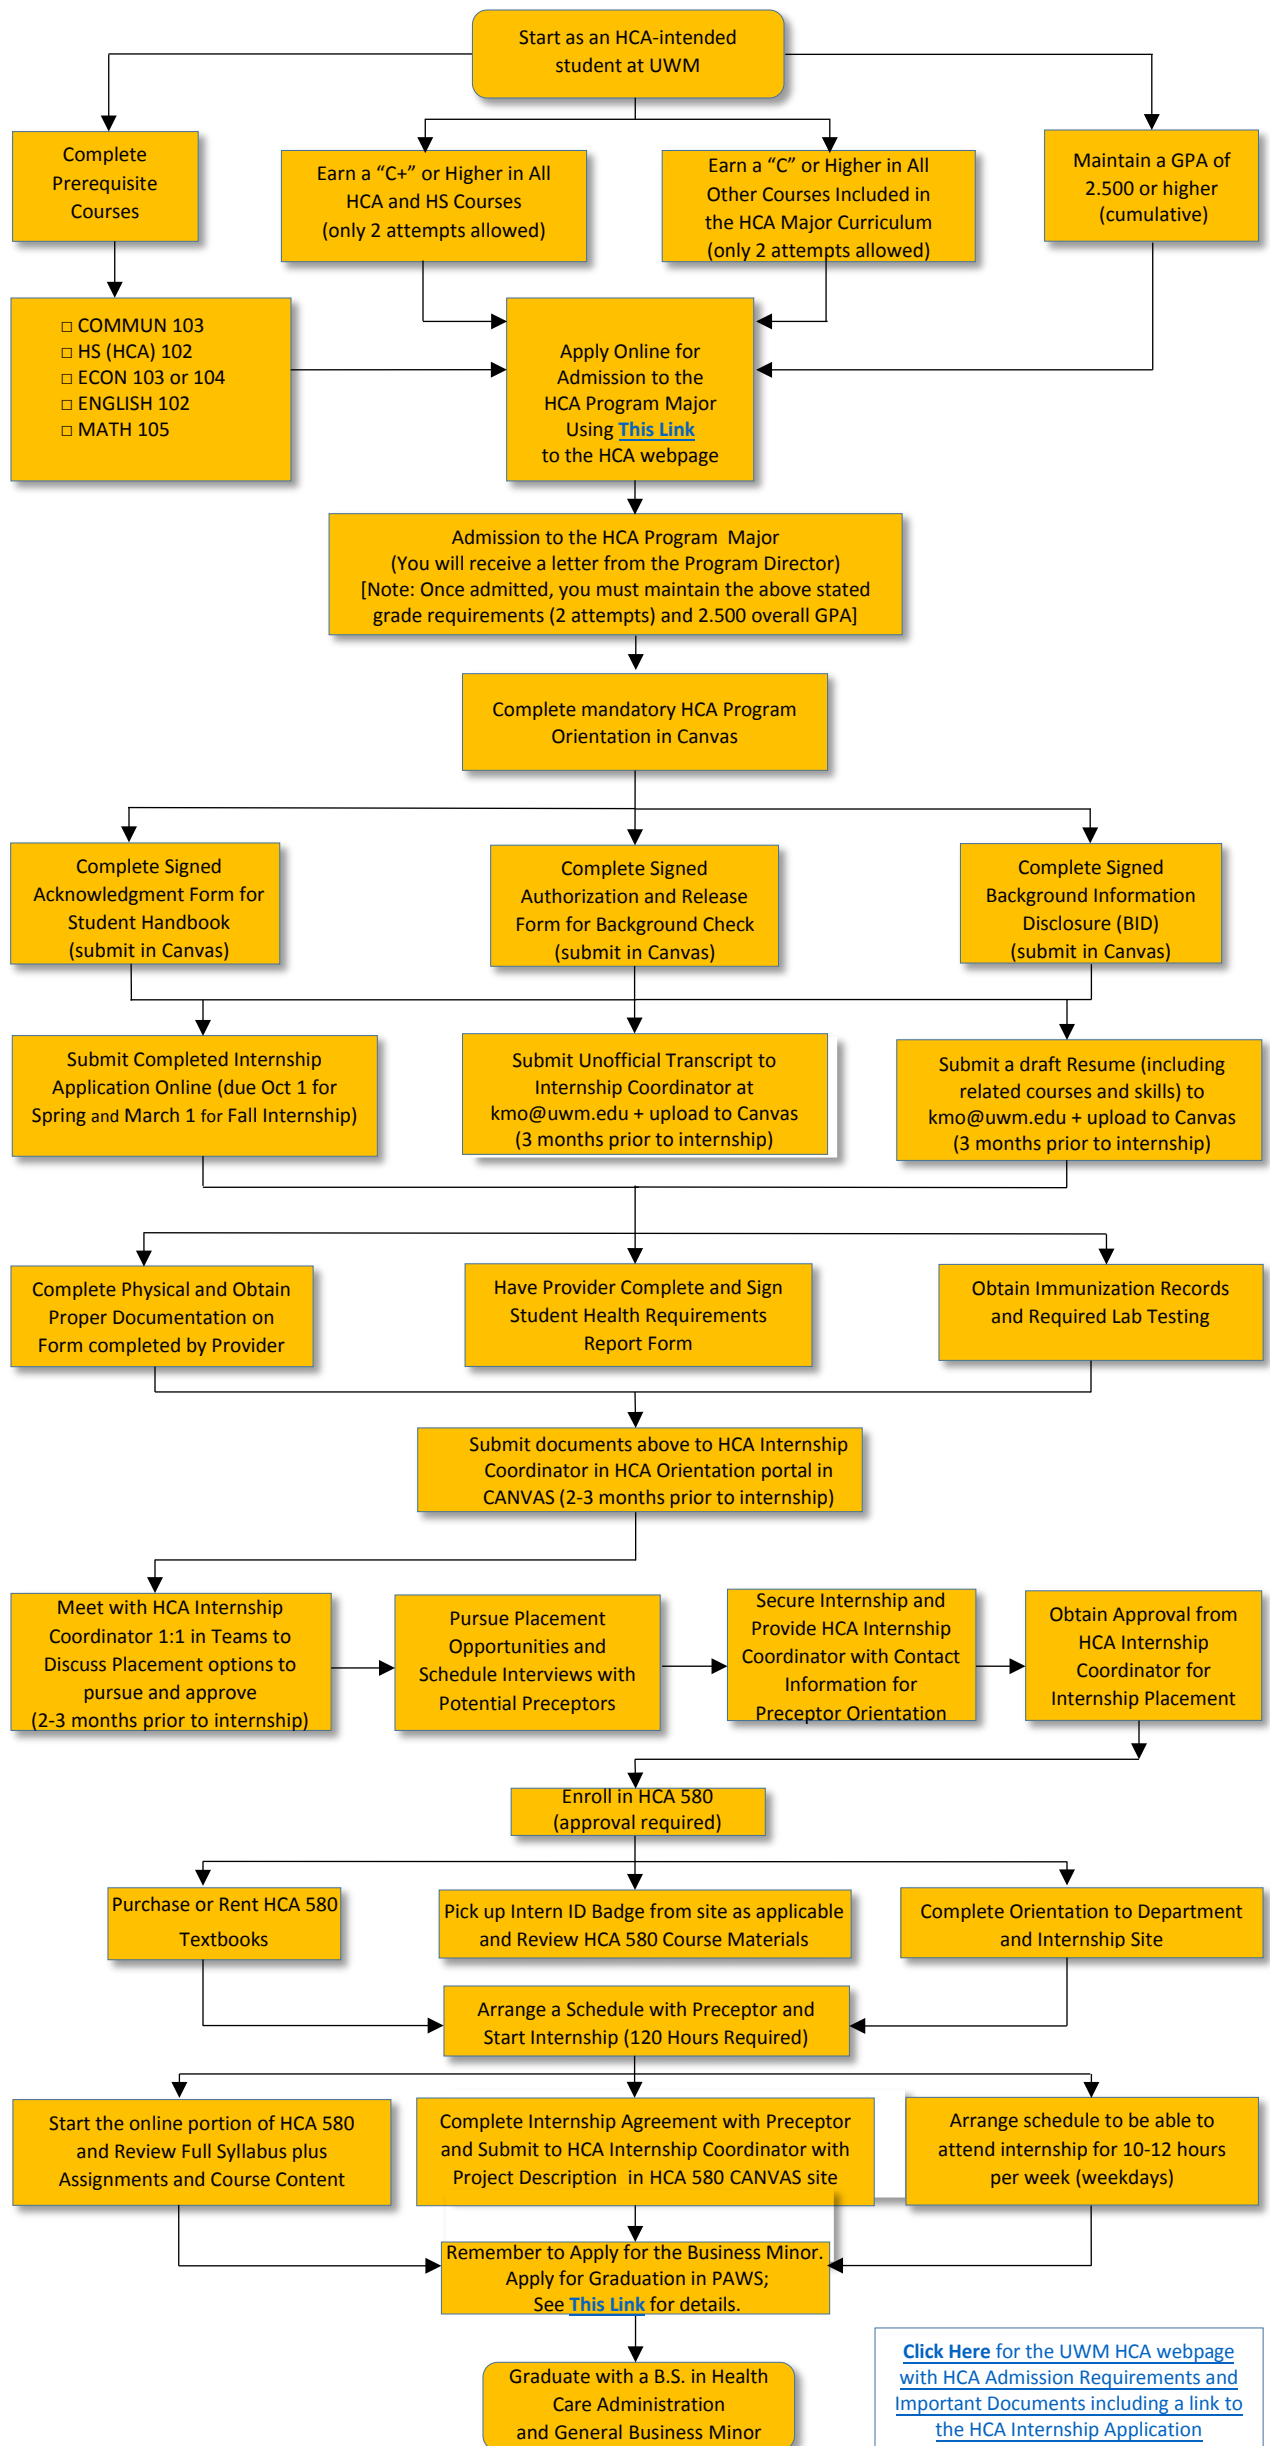 Start as an HCA-intended
student at UWM
Complete
Prerequisite
Courses
Earn a “C+” or Higher in All
HCA and HS Courses
(only 2 attempts allowed)
Earn a “C” or Higher in All
Other Courses Included in
the HCA Major Curriculum
(only 2 attempts allowed)
Maintain a GPA of
2.500 or higher
(cumulative)
□ COMMUN 103
□ HS (HCA) 102
□ ECON 103 or 104
□ ENGLISH 102
□ MATH 105
Apply Online for
Admission to the
HCA Program Major
Using This Link
to the HCA webpage
Admission to the HCA Program Major
(You will receive a letter from the Program Director)
[Note: Once admitted, you must maintain the above stated
grade requirements (2 attempts) and 2.500 overall GPA]
Complete mandatory HCA Program
Orientation in Canvas
Complete Signed
Acknowledgment Form for
Student Handbook
(submit in Canvas)
Complete Signed
Authorization and Release
Form for Background Check
(submit in Canvas)
Complete Signed
Background Information
Disclosure (BID)
(submit in Canvas)
Submit Completed Internship
Application Online (due Oct 1 for
Spring and March 1 for Fall Internship)
Submit Unofficial Transcript to
Internship Coordinator at
kmo@uwm.edu + upload to Canvas
(3 months prior to internship)
Submit a draft Resume (including
related courses and skills) to
kmo@uwm.edu + upload to Canvas
(3 months prior to internship)
Complete Physical and Obtain
Proper Documentation on
Form completed by Provider
Have Provider Complete and Sign
Student Health Requirements
Report Form
Obtain Immunization Records
and Required Lab Testing
Submit documents above to HCA Internship
Coordinator in HCA Orientation portal in
CANVAS (2-3 months prior to internship)
Meet with HCA Internship
Coordinator 1:1 in Teams to
Discuss Placement options to
pursue and approve
(2-3 months prior to internship)
Pursue Placement
Opportunities and
Schedule Interviews with
Potential Preceptors
Secure Internship and
Provide HCA Internship
Coordinator with Contact
Information for
Preceptor Orientation
Obtain Approval from
HCA Internship
Coordinator for
Internship Placement
Enroll in HCA 580
(approval required)
Purchase or Rent HCA 580
Textbooks
Pick up Intern ID Badge from site as applicable
and Review HCA 580 Course Materials
Complete Orientation to Department
and Internship Site
Arrange a Schedule with Preceptor and
Start Internship (120 Hours Required)
Start the online portion of HCA 580
and Review Full Syllabus plus
Assignments and Course Content
Complete Internship Agreement with Preceptor
and Submit to HCA Internship Coordinator with
Project Description in HCA 580 CANVAS site
Arrange schedule to be able to
attend internship for 10-12 hours
per week (weekdays)
Remember to Apply for the Business Minor.
Apply for Graduation in PAWS;
See This Link for details.
Graduate with a B.S. in Health
Care Administration
and General Business Minor
Click Here for the UWM HCA webpage
with HCA Admission Requirements and
Important Documents including a link to
the HCA Internship Application